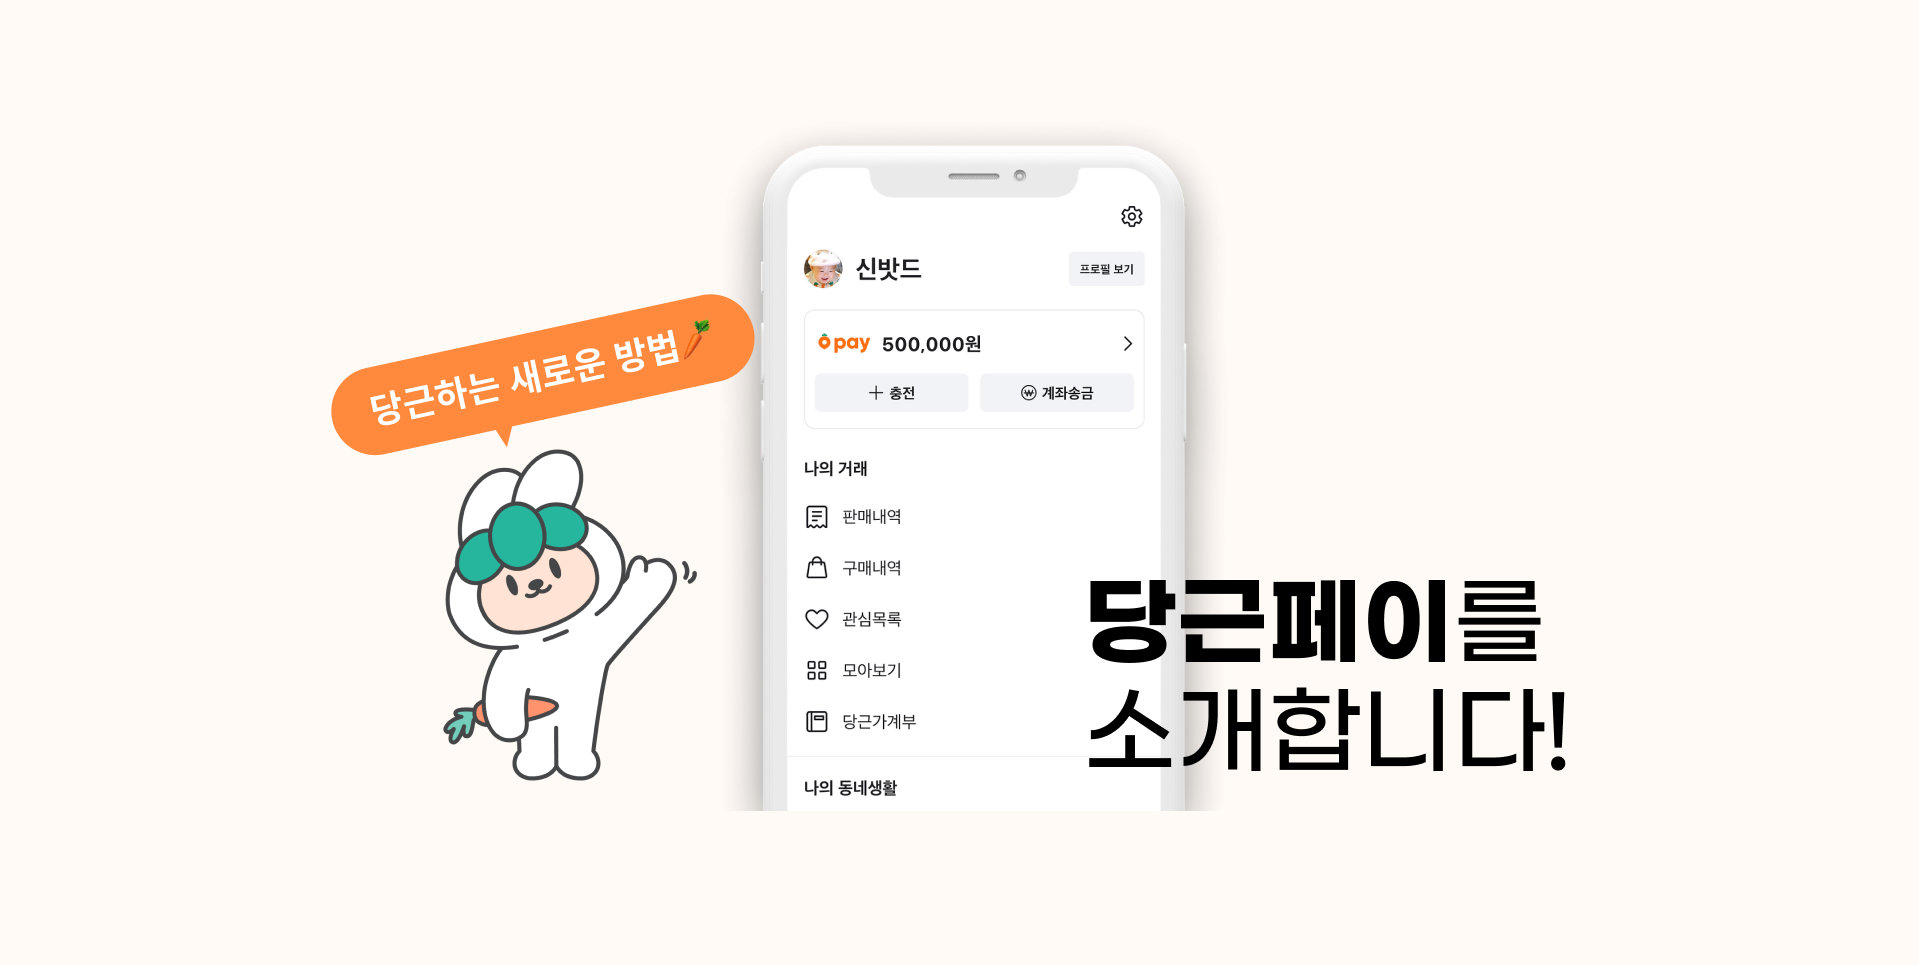 당근하는 새로운 방법
신밧드
프로필 보기
pay 500,000원
충전
계좌송금
나의 거래
판매내역
구매내역
관심목록
모아보기
당근가계부
나의 동네생활
당근페이를
소개합니다!